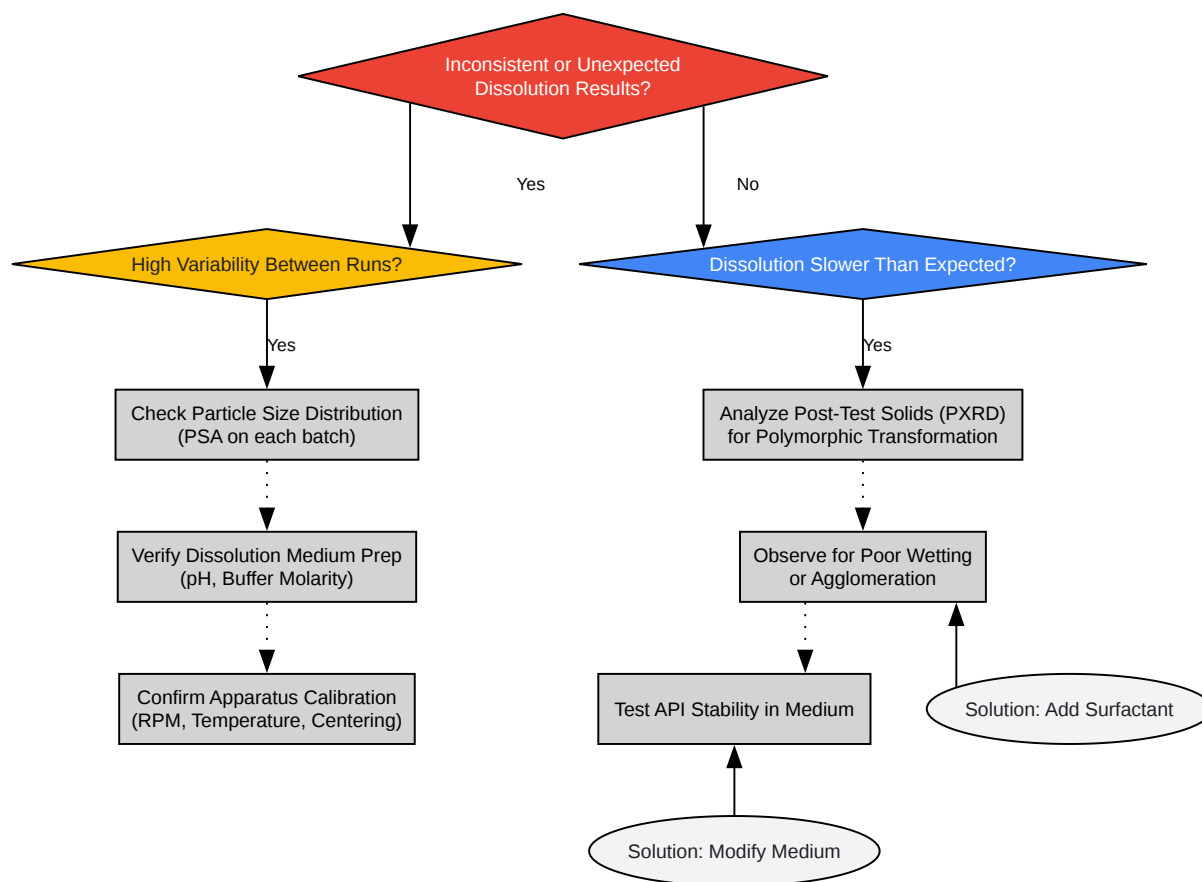 Inconsistent or Unexpected
Dissolution Results?
Yes
No
High Variability Between Runs?
Dissolution Slower Than Expected?
Yes
Yes
Check Particle Size Distribution
(PSA on each batch)
Analyze Post-Test Solids (PXRD)
for Polymorphic Transformation
Verify Dissolution Medium Prep
(pH, Buffer Molarity)
Observe for Poor Wetting
or Agglomeration
Confirm Apparatus Calibration
(RPM, Temperature, Centering)
Test API Stability in Medium
Solution: Add Surfactant
Solution: Modify Medium